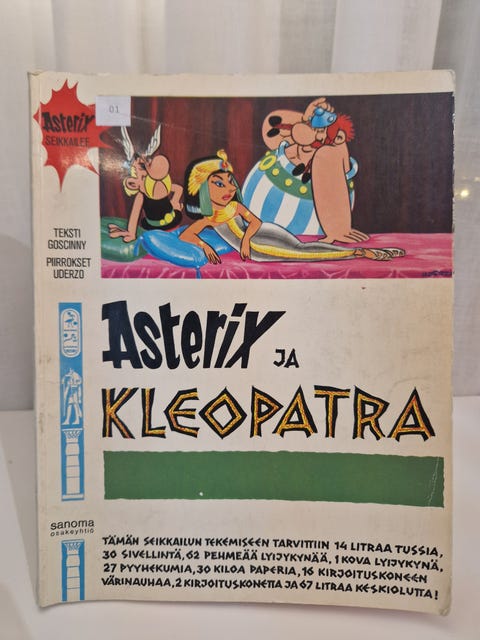 Asterix
SEIKKAILEE
01
TEKSTI
GOSCINNY
PIIRROKSET
UDERZO
Asterix JA
KLEOPATRA
sanoma
osakeyhtiö
TÄMÄN SEIKKAILUN TEKEMISEEN TARVITTIIN 14 LITRAA TUSSIA,
30 SIVELLINTÄ, 62 PEHMEÄÄ LYIJYKYNÄÄ, 1 KOVA LYIJYKYNÄ,
27 PYYHEKUMIA, 30 KILOA PAPERIA, 16 KIRJOITUSKONEEN
VÄRINAUHAA, 2 KIRJOITUSKONETTA JA 67 LITRAA KESKIOLUTTA!